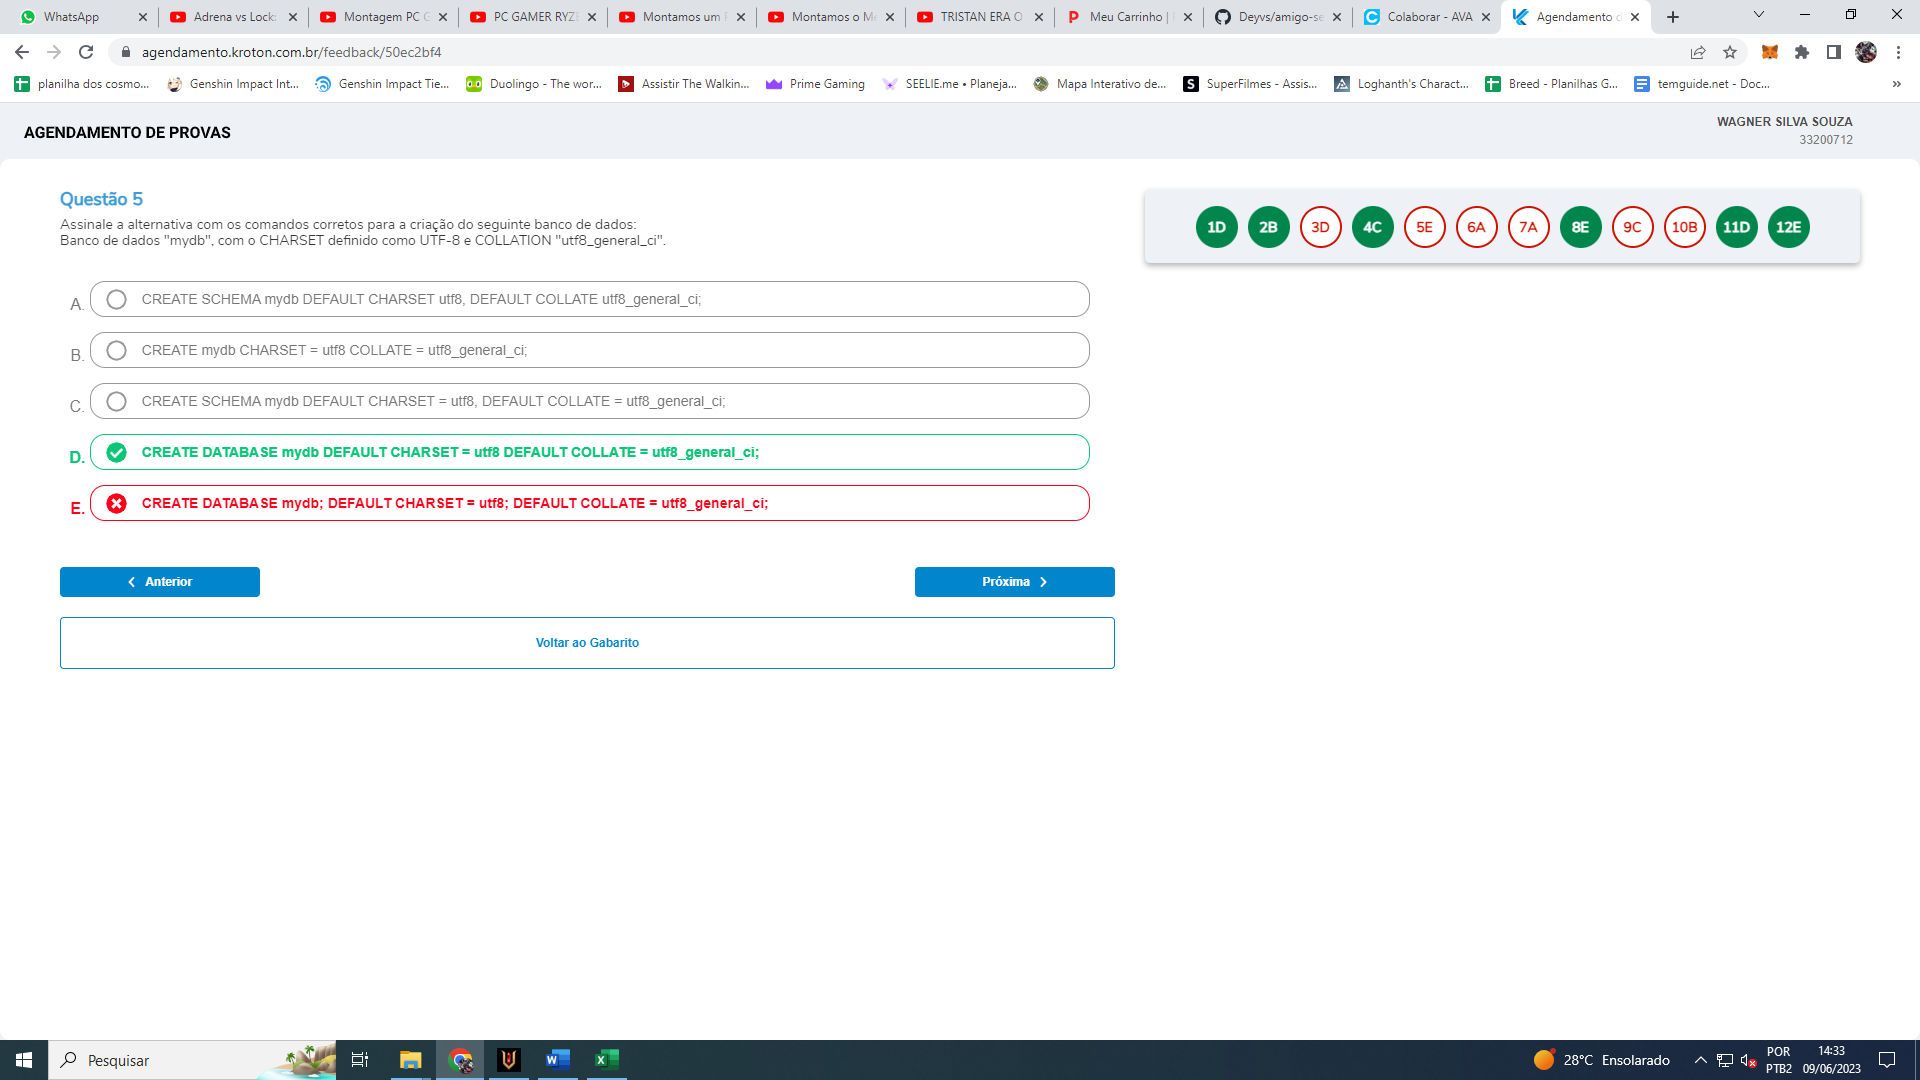 WhatsApp
Adrena vs Lock:
Montagem PC G
PC GAMER RYZE
Montamos um F
Montamos o Me
TRISTAN ERA O
Meu Carrinho |
Deyvs/amigo-se
Colaborar - AVA
Agendamento d
agendamento.kroton.com.br/feedback/50ec2bf4
planilha dos cosmo...
Genshin Impact Int...
Genshin Impact Tie...
Duolingo - The wor...
Assistir The Walkin...
Prime Gaming
SEELIE.me • Planeja...
Mapa Interativo de...
SuperFilmes - Assis...
Loghanth's Charact...
Breed - Planilhas G...
temguide.net - Doc...
»
AGENDAMENTO DE PROVAS
WAGNER SILVA SOUZA
33200712
Questão 5
Assinale a alternativa com os comandos corretos para a criação do seguinte banco de dados:
Banco de dados "mydb", com o CHARSET definido como UTF-8 e COLLATION "utf8_general_ci".
1D 2B 3D 4C 5E 6A 7A 8E 9C 10B 11D 12E
A. CREATE SCHEMA mydb DEFAULT CHARSET utf8, DEFAULT COLLATE utf8_general_ci;
B. CREATE mydb CHARSET = utf8 COLLATE = utf8_general_ci;
C. CREATE SCHEMA mydb DEFAULT CHARSET = utf8, DEFAULT COLLATE = utf8_general_ci;
D. CREATE DATABASE mydb DEFAULT CHARSET = utf8 DEFAULT COLLATE = utf8_general_ci;
E. CREATE DATABASE mydb; DEFAULT CHARSET = utf8; DEFAULT COLLATE = utf8_general_ci;
Anterior
Próxima
Voltar ao Gabarito
Pesquisar
28°C Ensolarado
POR
PTB2
14:33
09/06/2023